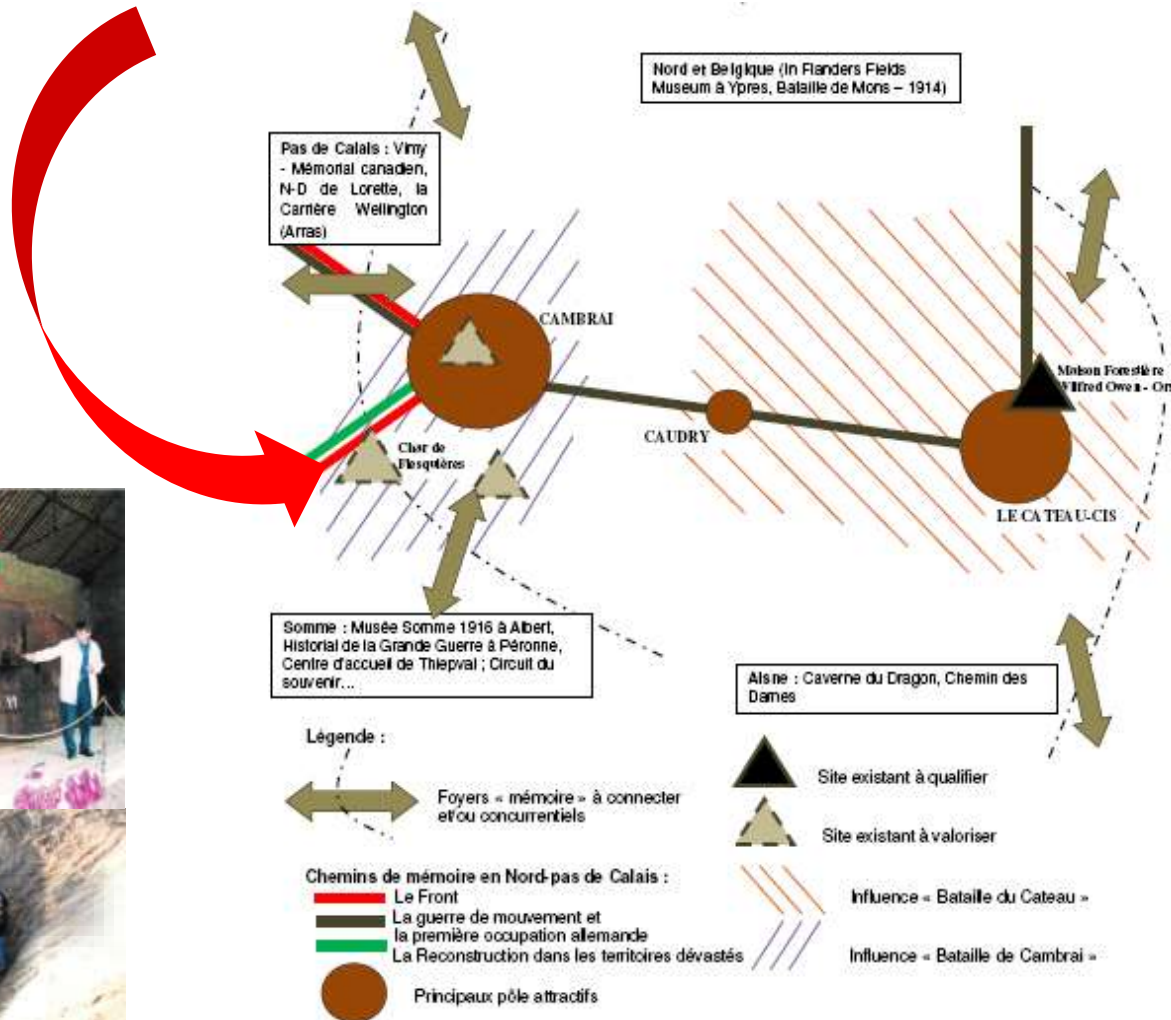 Nord et Belgique (In Flanders Fields
Museum à Ypres, Bataille de Mons – 1914)
Pas de Calais : Vimy
- Mémorial canadien,
N-D de Lorette, la
Carrière Wellington
(Arras)
CAMBRAI
Maison Forestière
Wilfred Owen - Ors
CAUDRY
Char de
Flesquières
LE CATEAU-CIS
Somme : Musée Somme 1916 à Albert,
Historial de la Grande Guerre à Péronne,
Centre d'accueil de Thiepval ; Circuit du
souvenir...
Aisne : Caverne du Dragon, Chemin des
Dames
Légende :
Foyers « mémoire » à connecter
et/ou concurrentiels
Site existant à qualifier
Site existant à valoriser
Chemins de mémoire en Nord-pas de Calais :
Le Front
La guerre de mouvement et
la première occupation allemande
La Reconstruction dans les territoires dévastés
Principaux pôle attractifs
Influence « Bataille du Cateau »
Influence « Bataille de Cambrai »